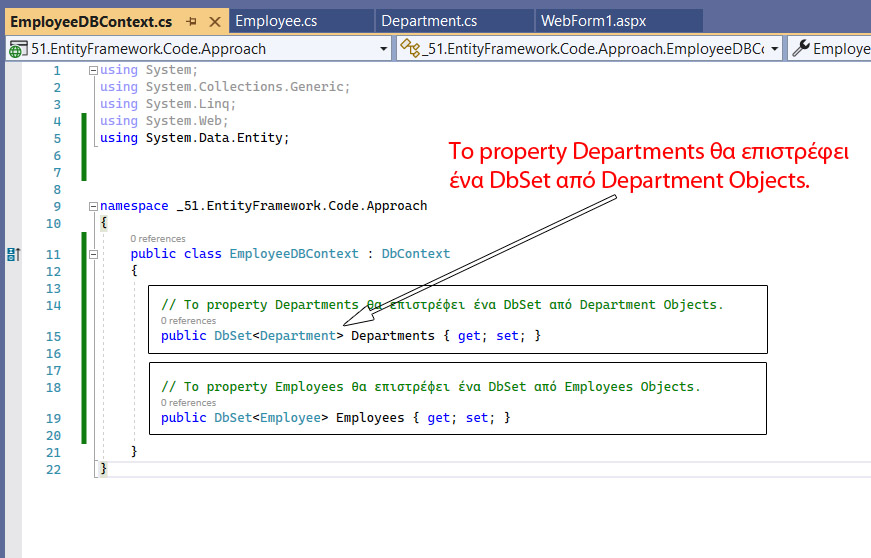 EmployeeDBContext.cs Employee.cs Department.cs WebForm1.aspx
51.EntityFramework.Code.Approach _51.EntityFramework.Code.Approach.EmployeeDBCo Employee
1 using System;
2 using System.Collections.Generic;
3 using System.Linq;
4 using System.Web;
5 using System.Data.Entity;
6
7
8
Το property Departments θα επιστρέφει
ένα DbSet από Department Objects.
9 namespace _51.EntityFramework.Code.Approach
10 {
0 references
11 public class EmployeeDBContext : DbContext
12 {
13
14 // Το property Departments θα επιστρέφει ένα DbSet από Department Objects.
0 references
15 public DbSet<Department> Departments { get; set; }
16
17
18 // Το property Employees θα επιστρέφει ένα DbSet από Employees Objects.
0 references
19 public DbSet<Employee> Employees { get; set; }
20
21 }
22 }